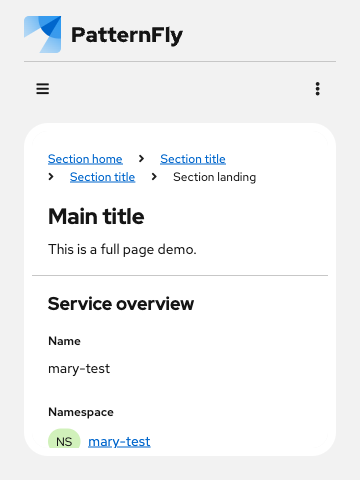 PatternFly
Section home > Section title
> Section title > Section landing
Main title
This is a full page demo.
Service overview
Name
mary-test
Namespace
NS mary-test